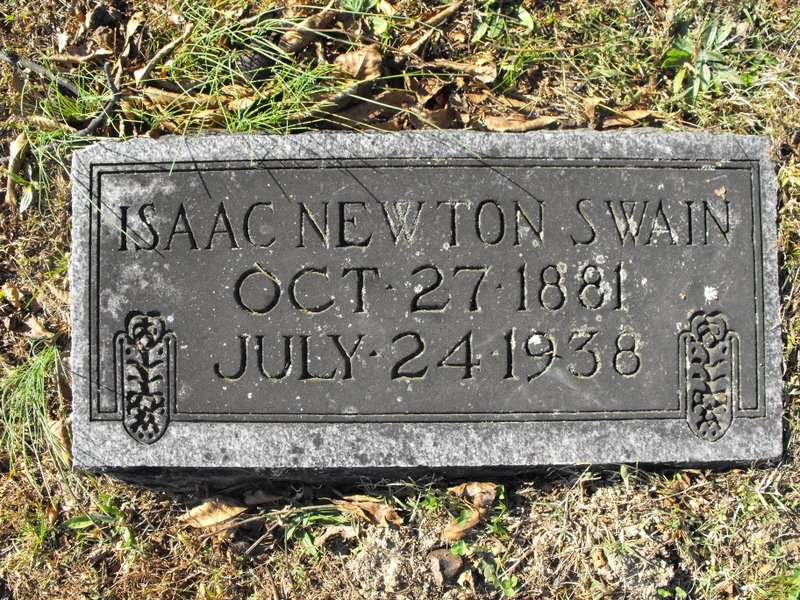 ISAAC NEWTON SWAIN
OCT·27·1881
JULY·24·1938